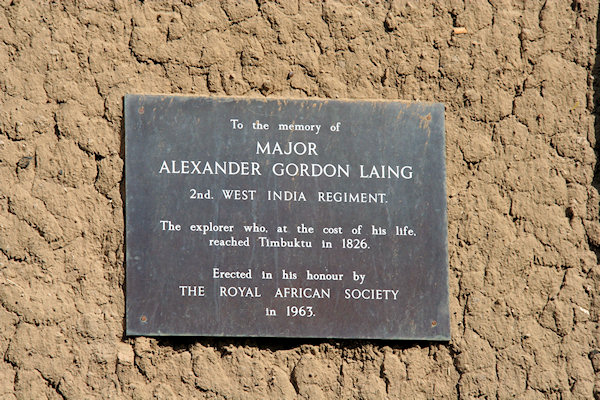 To the memory of
MAJOR
ALEXANDER GORDON LAING
2nd. WEST INDIA REGIMENT.
The explorer who, at the cost of his life,
reached Timbuktu in 1826.
Erected in his honour by
THE ROYAL AFRICAN SOCIETY
in 1963.